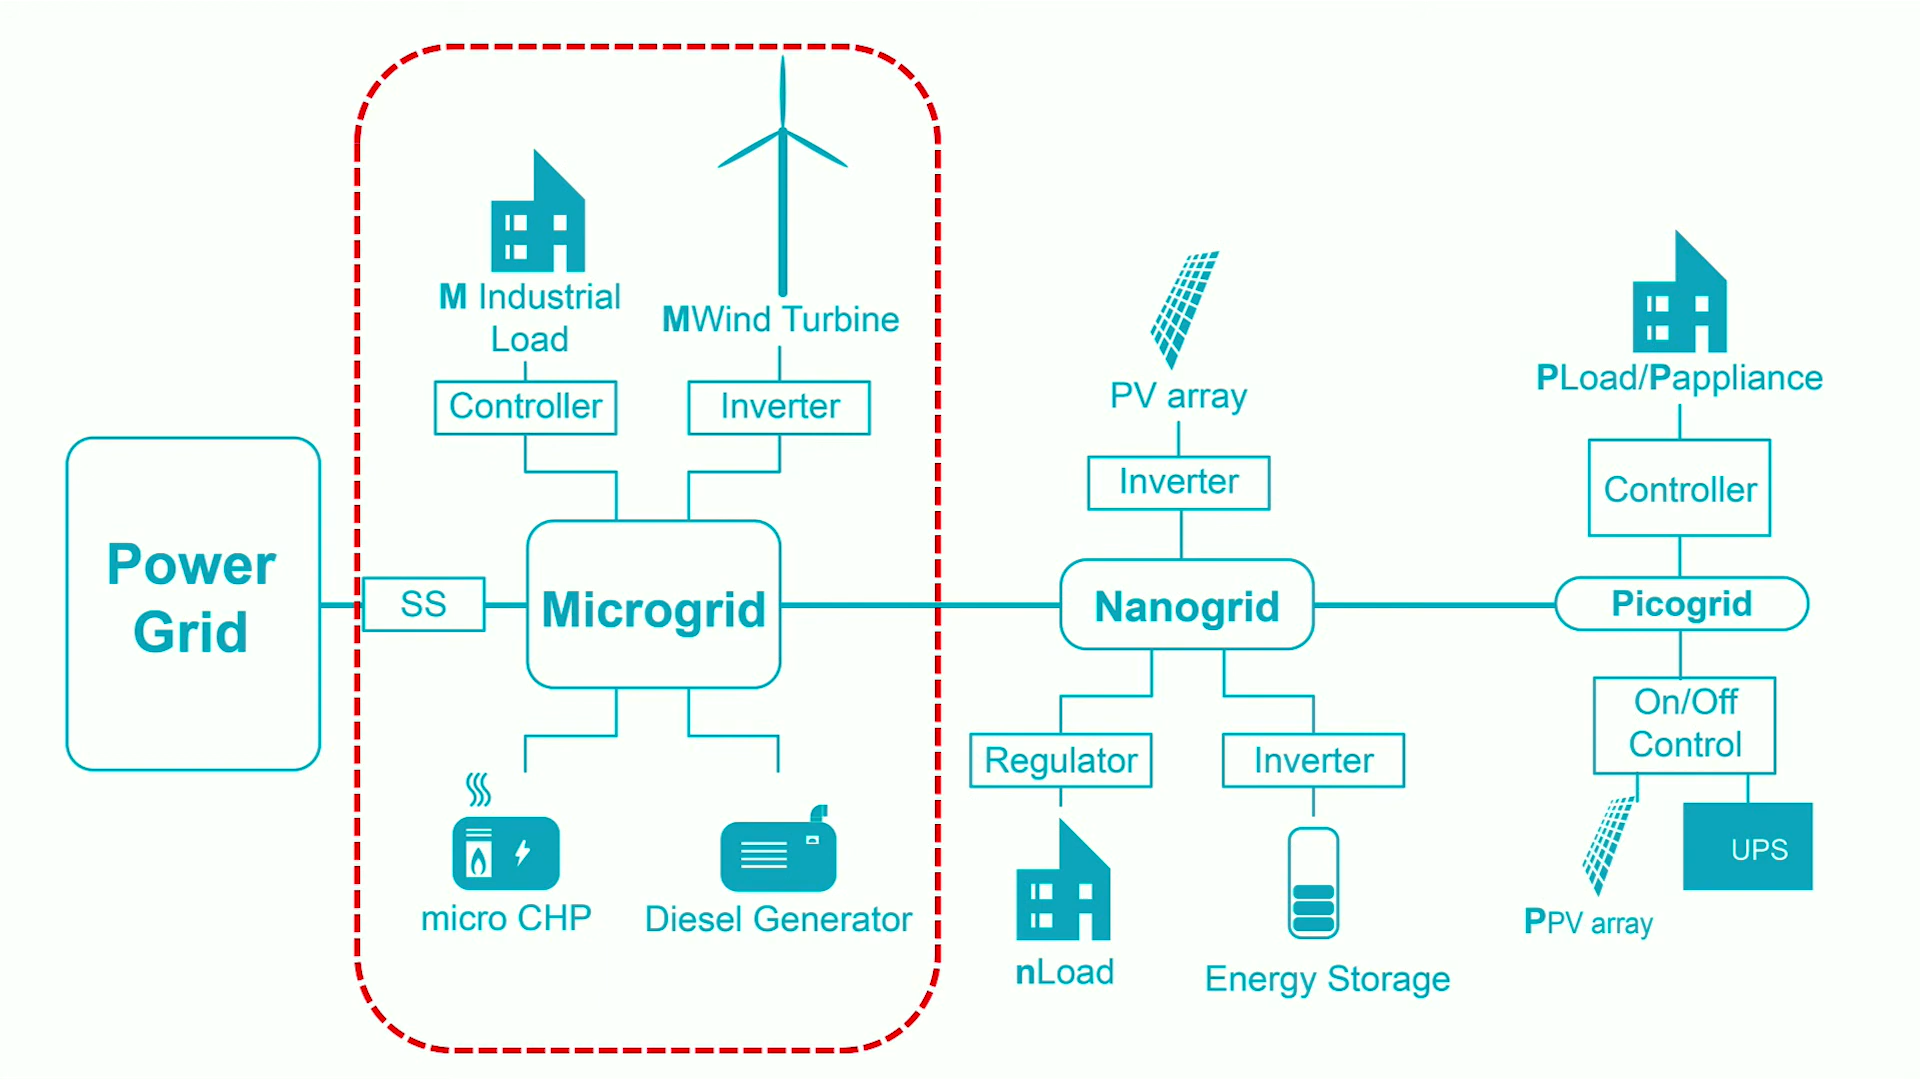 M Industrial
Load
MWind Turbine
Controller
Inverter
Power
Grid
SS
Microgrid
micro CHP
Diesel Generator
PV array
Inverter
Nanogrid
Regulator
Inverter
nLoad
Energy Storage
PLoad/Pappliance
Controller
Picogrid
On/Off
Control
UPS
PPV array